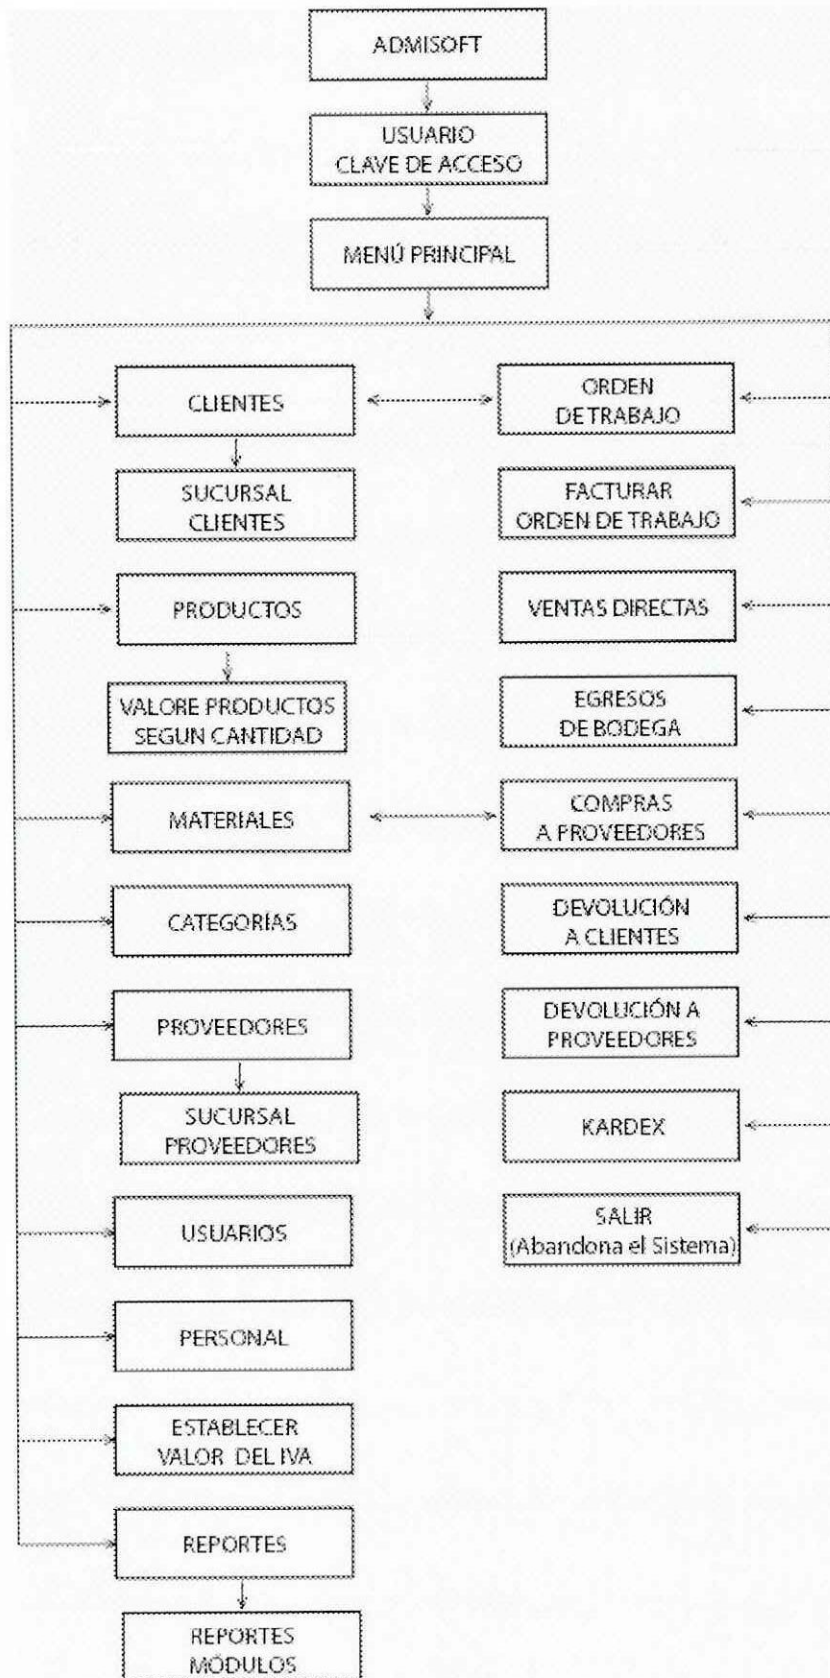 ADMISOFT
USUARIO
CLAVE DE ACCESO
MENÚ PRINCIPAL
CLIENTES
SUCURSAL
CLIENTES
PRODUCTOS
VALORE PRODUCTOS
SEGUN CANTIDAD
MATERIALES
CATEGORÍAS
PROVEEDORES
SUCURSAL
PROVEEDORES
USUARIOS
PERSONAL
ESTABLECER
VALOR DEL IVA
REPORTES
REPORTES
MÓDULOS
ORDEN
DE TRABAJO
FACTURAR
ORDEN DE TRABAJO
VENTAS DIRECTAS
EGRESOS
DE BODEGA
COMPRAS
A PROVEEDORES
DEVOLUCIÓN
A CLIENTES
DEVOLUCIÓN A
PROVEEDORES
KARDEX
SALIR
(Abandona el Sistema)